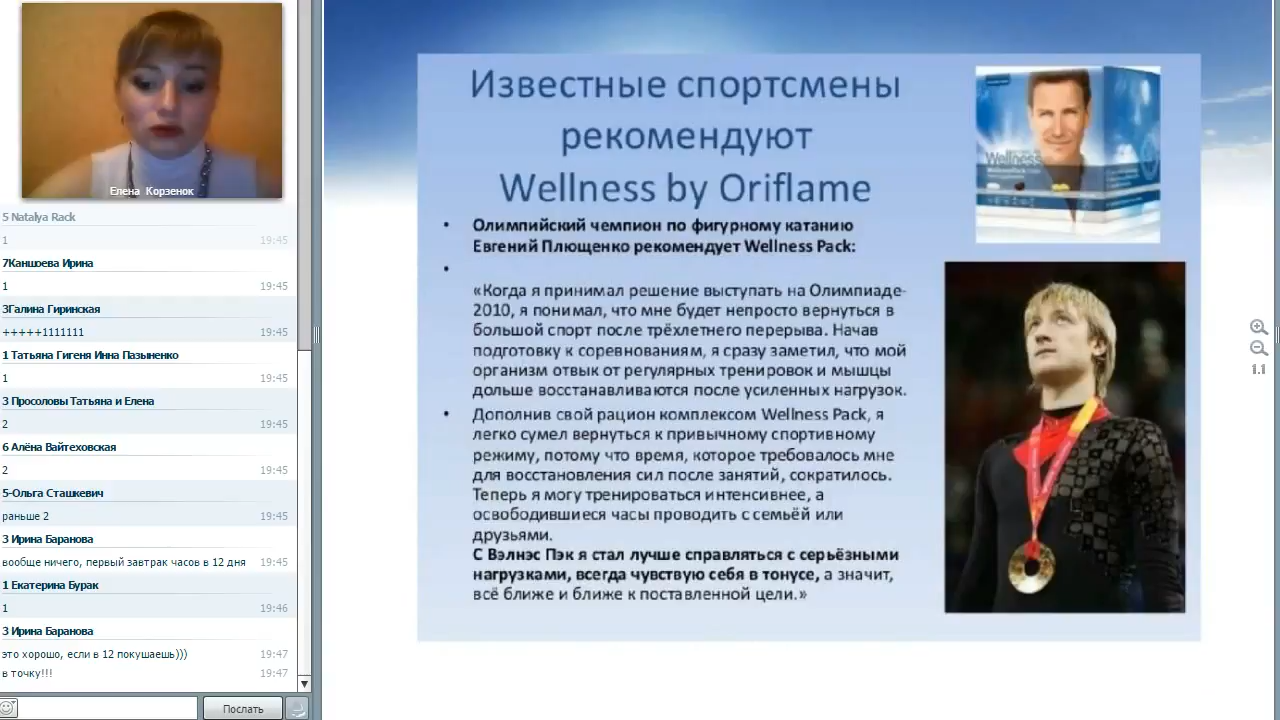 Елена Корзенок
5 Natalya Rack
1 19:45
7Каншоева Ирина
1 19:45
3Галина Гиринская
+++++1111111 19:45
1 Татьяна Гигеня Инна Пазыненко
1 19:45
3 Просоловы Татьяна и Елена
2 19:45
6 Алёна Вайтеховская
2 19:45
5-Ольга Сташкевич
раньше 2 19:45
3 Ирина Баранова
вообще ничего, первый завтрак часов в 12 дня 19:45
1 Екатерина Бурак
1 19:46
3 Ирина Баранова
это хорошо, если в 12 покушаешь))) 19:47
в точку!!! 19:47
Послать
Известные спортсмены
рекомендуют
Wellness by Oriflame
• Олимпийский чемпион по фигурному катанию
Евгений Плющенко рекомендует Wellness Pack:
•
«Когда я принимал решение выступать на Олимпиаде-
2010, я понимал, что мне будет непросто вернуться в
большой спорт после трёхлетнего перерыва. Начав
подготовку к соревнованиям, я сразу заметил, что мой
организм отвык от регулярных тренировок и мышцы
дольше восстанавливаются после усиленных нагрузок.
• Дополнив свой рацион комплексом Wellness Pack, я
легко сумел вернуться к привычному спортивному
режиму, потому что время, которое требовалось мне
для восстановления сил после занятий, сократилось.
Теперь я могу тренироваться интенсивнее, а
освободившиеся часы проводить с семьёй или
друзьями.
С Вэлнэс Пэк я стал лучше справляться с серьёзными
нагрузками, всегда чувствую себя в тонусе, а значит,
всё ближе и ближе к поставленной цели.»
Wellness
1.1